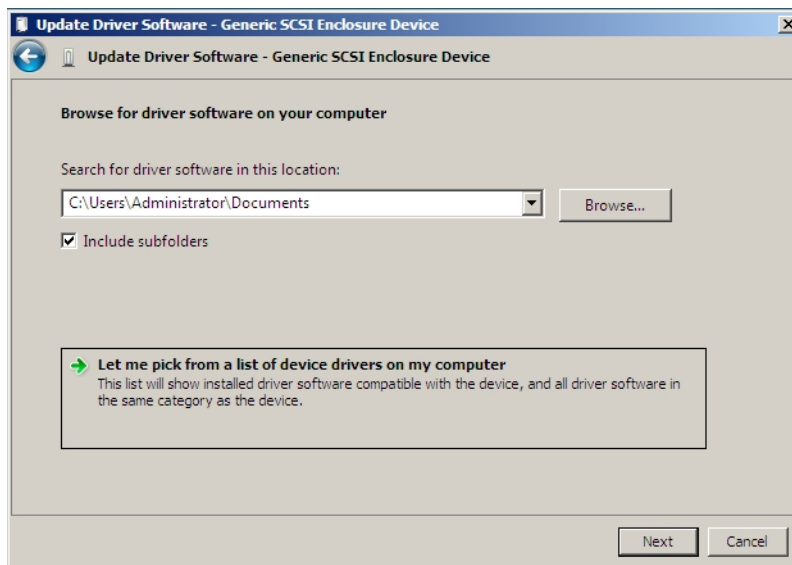 Update Driver Software - Generic SCSI Enclosure Device
Update Driver Software - Generic SCSI Enclosure Device
Browse for driver software on your computer
Search for driver software in this location:
C:\Users\Administrator\Documents
Browse...
Include subfolders
Let me pick from a list of device drivers on my computer
This list will show installed driver software compatible with the device, and all driver software in
the same category as the device.
Next
Cancel